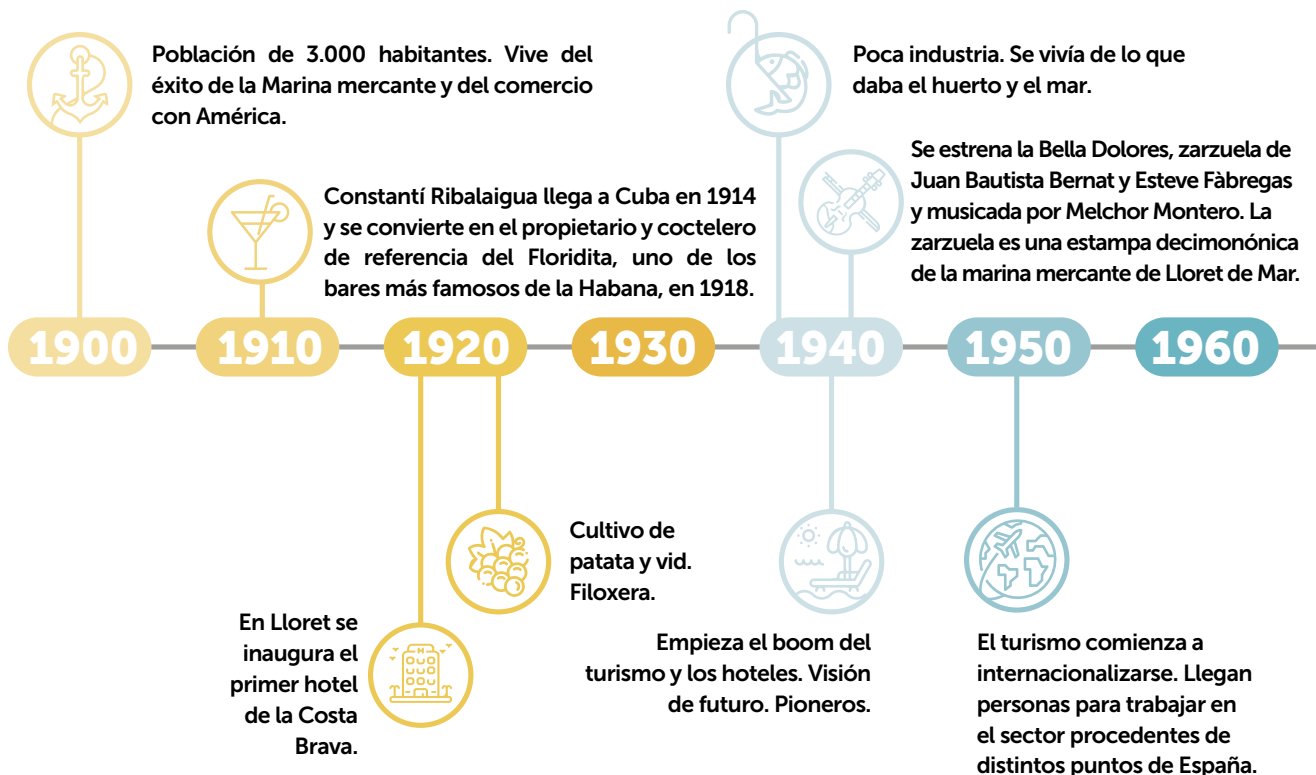 Población de 3.000 habitantes. Vive del
éxito de la Marina mercante y del comercio
con América.
Constantí Ribalaigua llega a Cuba en 1914
y se convierte en el propietario y coctelero
de referencia del Floridita, uno de los
bares más famosos de la Habana, en 1918.
Poca industria. Se vivía de lo que
daba el huerto y el mar.
Se estrena la Bella Dolores, zarzuela de
Juan Bautista Bernat y Esteve Fàbregas
y musicada por Melchor Montero. La
zarzuela es una estampa decimonónica
de la marina mercante de Lloret de Mar.
1900
1910
1920
1930
1940
1950
1960
En Lloret se
inaugura el
primer hotel
de la Costa
Brava.
Cultivo de
patata y vid.
Filoxera.
Empieza el boom del
turismo y los hoteles. Visión
de futuro. Pioneros.
El turismo comienza a
internacionalizarse. Llegan
personas para trabajar en
el sector procedentes de
distintos puntos de España.